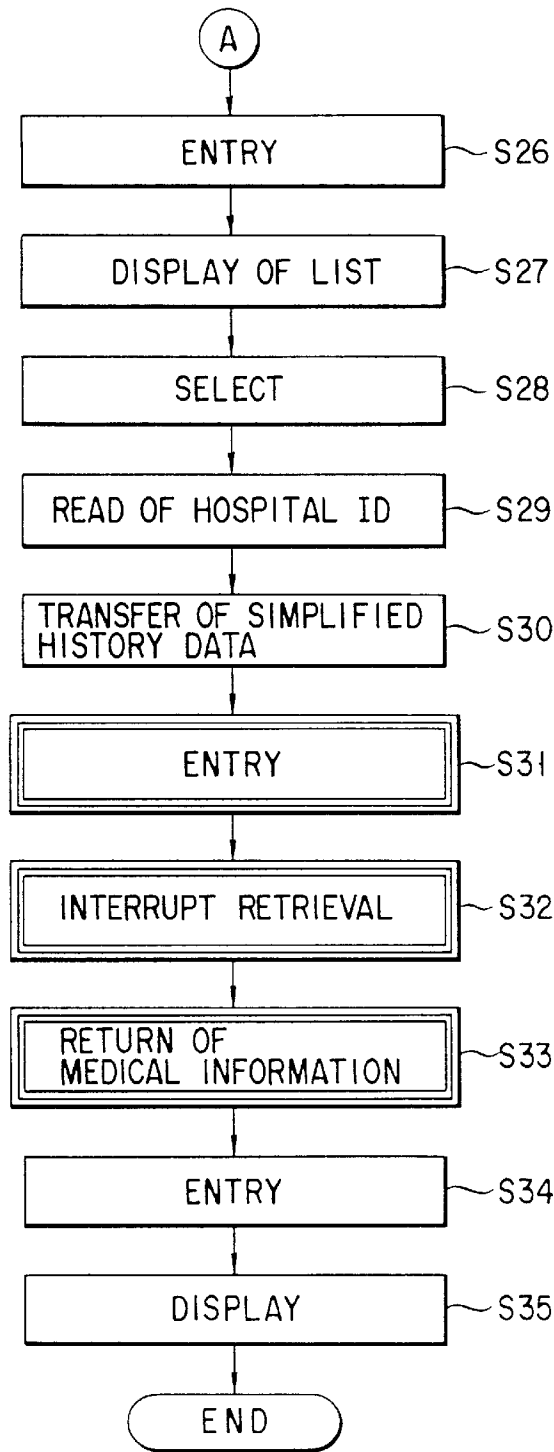 A
ENTRY S26
DISPLAY OF LIST S27
SELECT S28
READ OF HOSPITAL ID S29
TRANSFER OF SIMPLIFIED
HISTORY DATA S30
ENTRY S31
INTERRUPT RETRIEVAL S32
RETURN OF
MEDICAL INFORMATION S33
ENTRY S34
DISPLAY S35
END